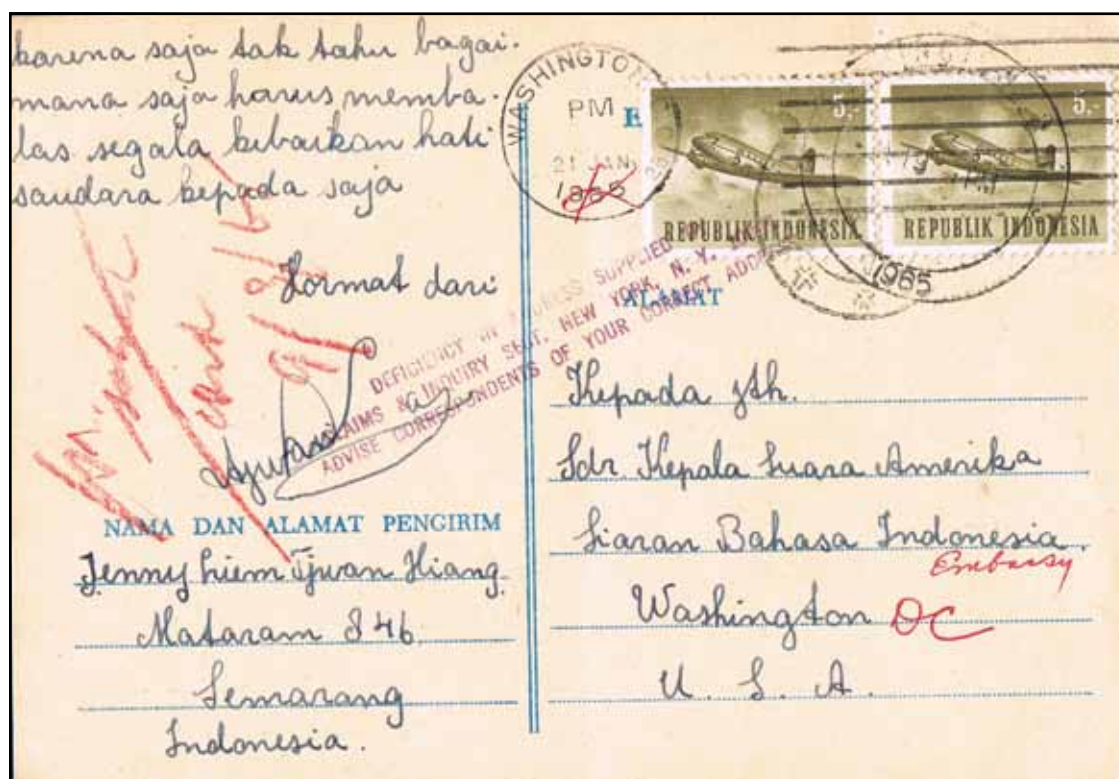 karena saja tak tahu bagai-
mana saja harus memba-
las segala kebaikan hati
saudara kepada saja
Hormat dari
NAMA DAN ALAMAT PENGIRIM
Jenny Liem Tjwan Hiang.
Mataram 846.
Semarang
Indonesia.
WASHINGTON
PM
21 JAN
1965
5,-
REPUBLIK INDONESIA
5,-
REPUBLIK INDONESIA
1965
DEFICIENCY IN ADDRESS SUPPLIED
CLAIMS & INQUIRY SECT. NEW YORK, N. Y.
ADVISE CORRESPONDENTS OF YOUR CORRECT ADDRESS
ALAMAT
Kepada jth.
Sdr. Kepala Suara Amerika
Siaran Bahasa Indonesia.
Embassy
Washington DC
U. S. A.